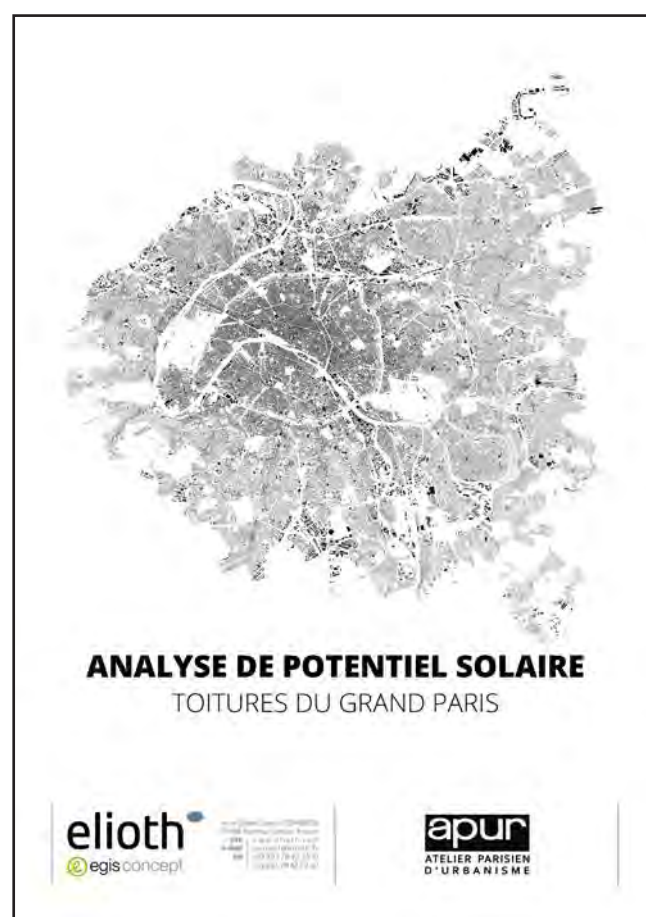 ANALYSE DE POTENTIEL SOLAIRE
TOITURES DU GRAND PARIS
elioth
egis concept
apur
ATELIER PARISIEN
D'URBANISME